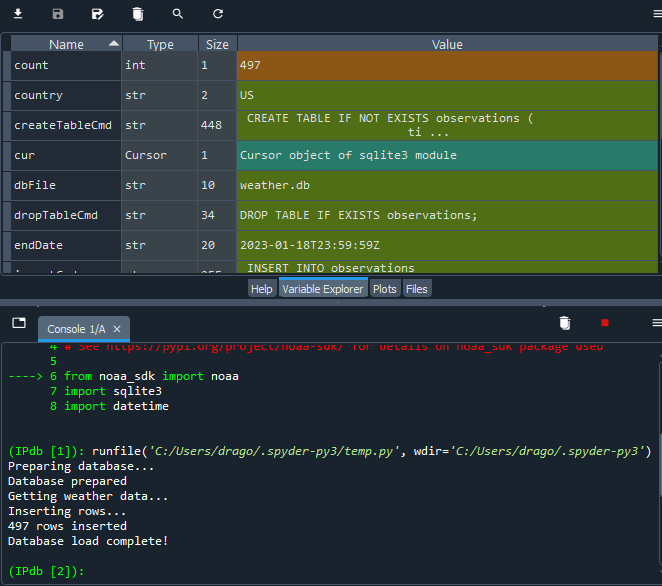 Name Type Size Value
count int 1 497
country str 2 US
createTableCmd str 448 CREATE TABLE IF NOT EXISTS observations (
ti ...
cur Cursor 1 Cursor object of sqlite3 module
dbFile str 10 weather.db
dropTableCmd str 34 DROP TABLE IF EXISTS observations;
endDate str 20 2023-01-18T23:59:59Z
INSERT INTO observations
Help Variable Explorer Plots Files
Console 1/A
4 # See https://pypi.org/project/noaa-sdk/ for details on noaa_sdk package used
5
----> 6 from noaa_sdk import noaa
7 import sqlite3
8 import datetime
(IPdb [1]): runfile('C:/Users/drago/.spyder-py3/temp.py', wdir='C:/Users/drago/.spyder-py3')
Preparing database...
Database prepared
Getting weather data...
Inserting rows...
497 rows inserted
Database load complete!
(IPdb [2]):